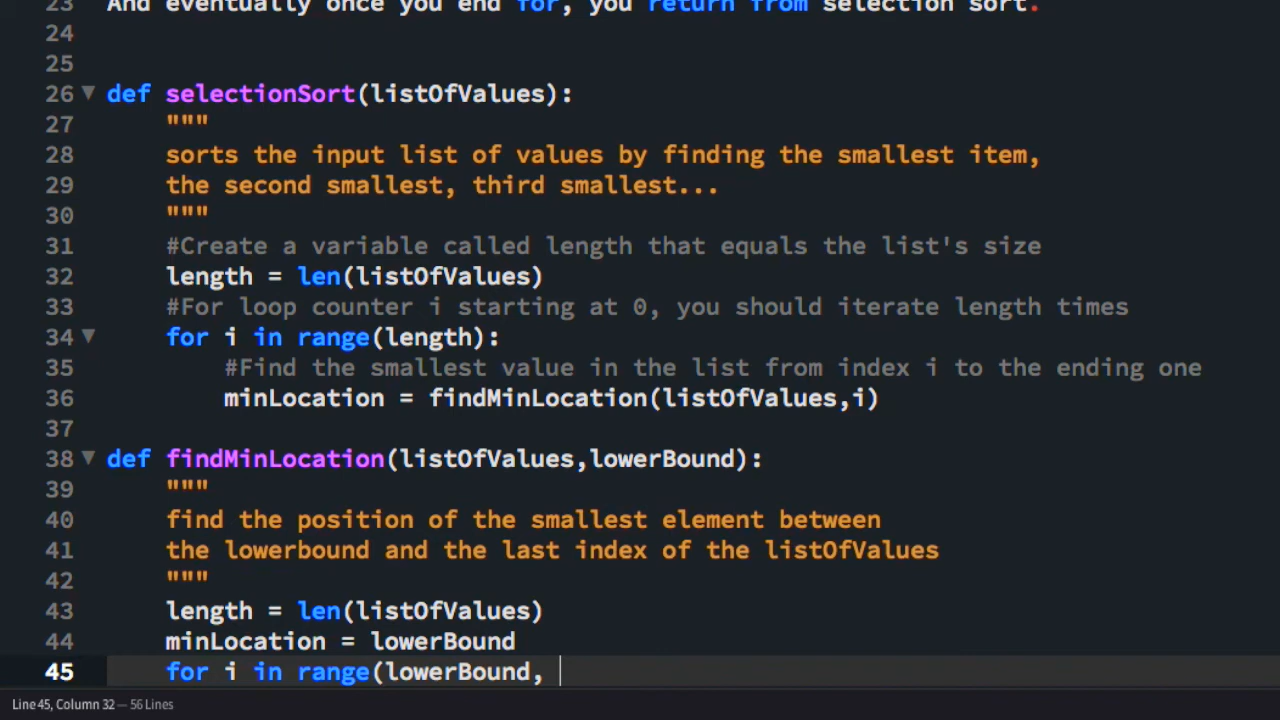 23 And eventually once you end for, you return from selection sort.
24
25
26 def selectionSort(listOfValues):
27 """
28 sorts the input list of values by finding the smallest item,
29 the second smallest, third smallest...
30 """
31 #Create a variable called length that equals the list's size
32 length = len(listOfValues)
33 #For loop counter i starting at 0, you should iterate length times
34 for i in range(length):
35 #Find the smallest value in the list from index i to the ending one
36 minLocation = findMinLocation(listOfValues,i)
37
38 def findMinLocation(listOfValues,lowerBound):
39 """
40 find the position of the smallest element between
41 the lowerbound and the last index of the listOfValues
42 """
43 length = len(listOfValues)
44 minLocation = lowerBound
45 for i in range(lowerBound,
Line 45, Column 32 — 56 Lines